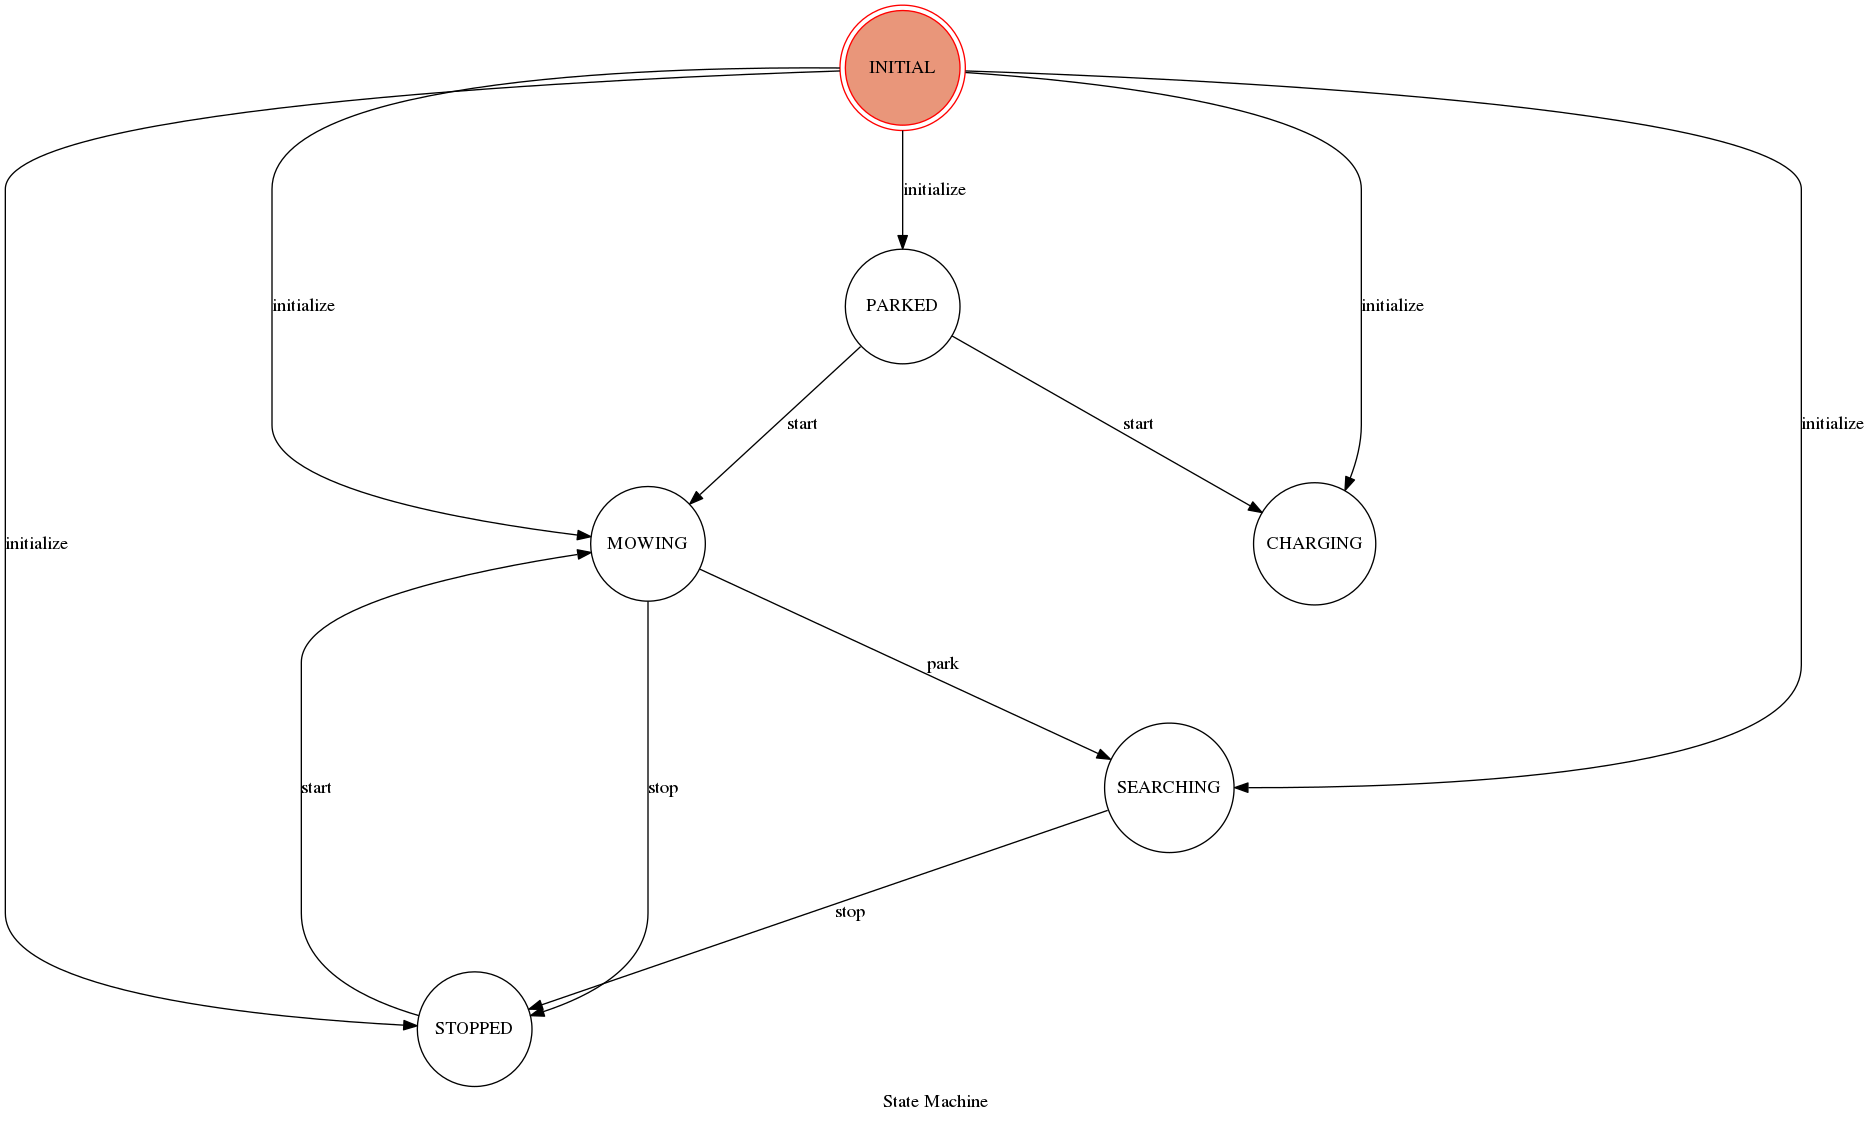 INITIAL
initialize
PARKED
initialize
initialize
start
start
initialize
initialize
MOWING
CHARGING
park
start
stop
SEARCHING
stop
STOPPED
State Machine